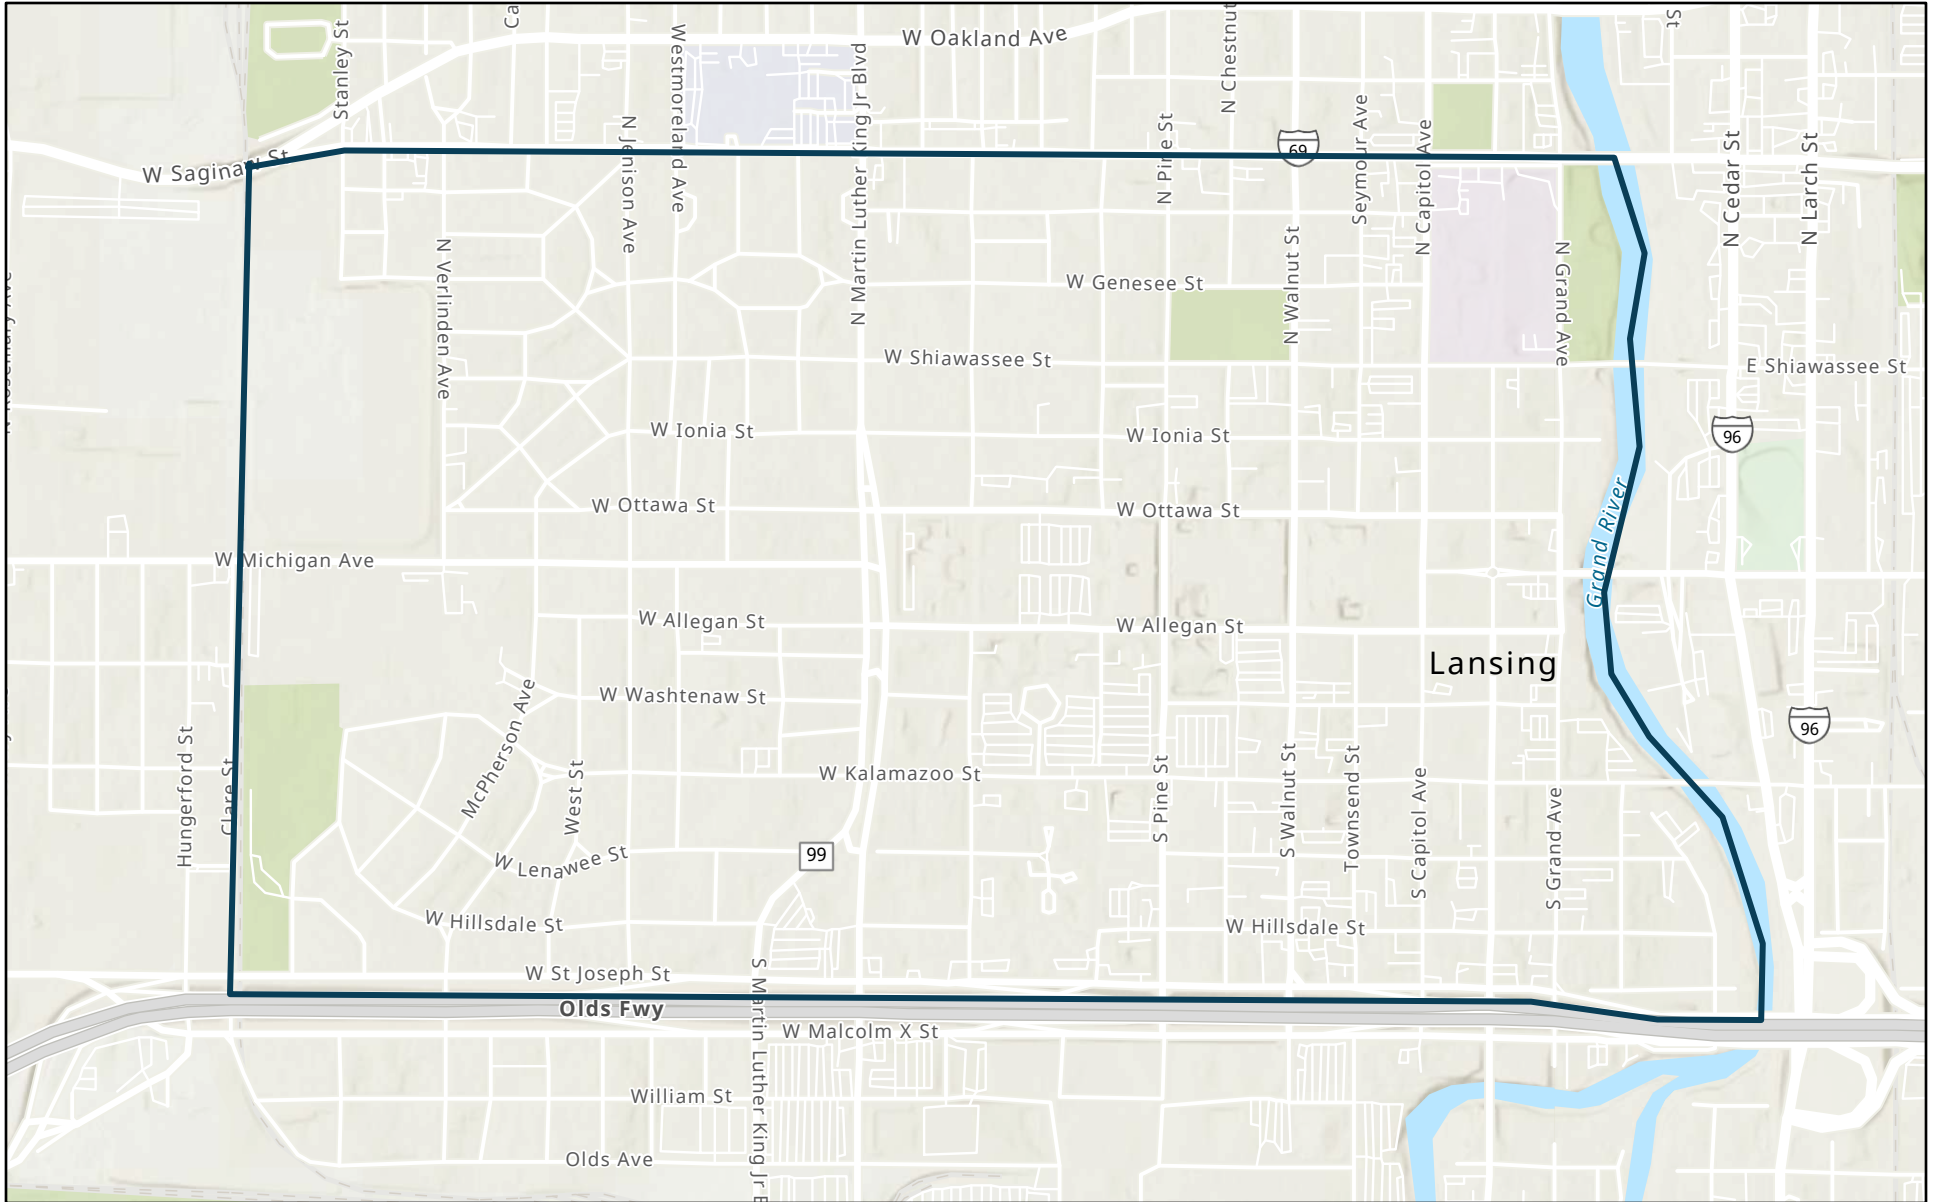 Stanley St
Ca
Westmoreland Ave
W Oakland Ave
N Chestnut
St
N Jenison Ave
N Martin Luther King Jr Blvd
N Pine St
69
Seymour Ave
N Capitol Ave
N Cedar St
N Larch St
W Saginaw St
N Verlinden Ave
W Genesee St
N Walnut St
N Grand Ave
W Shiawassee St
E Shiawassee St
W Ionia St
W Ionia St
96
W Ottawa St
W Ottawa St
Grand River
W Michigan Ave
W Allegan St
W Allegan St
Lansing
W Washtenaw St
McPherson Ave
96
Hungerford St
Clare St
West St
W Kalamazoo St
S Pine St
S Walnut St
Townsend St
S Capitol Ave
S Grand Ave
99
W Lenawee St
W Hillsdale St
W Hillsdale St
W St Joseph St
Olds Fwy
S Martin Luther King Jr B
W Malcolm X St
William St
Olds Ave